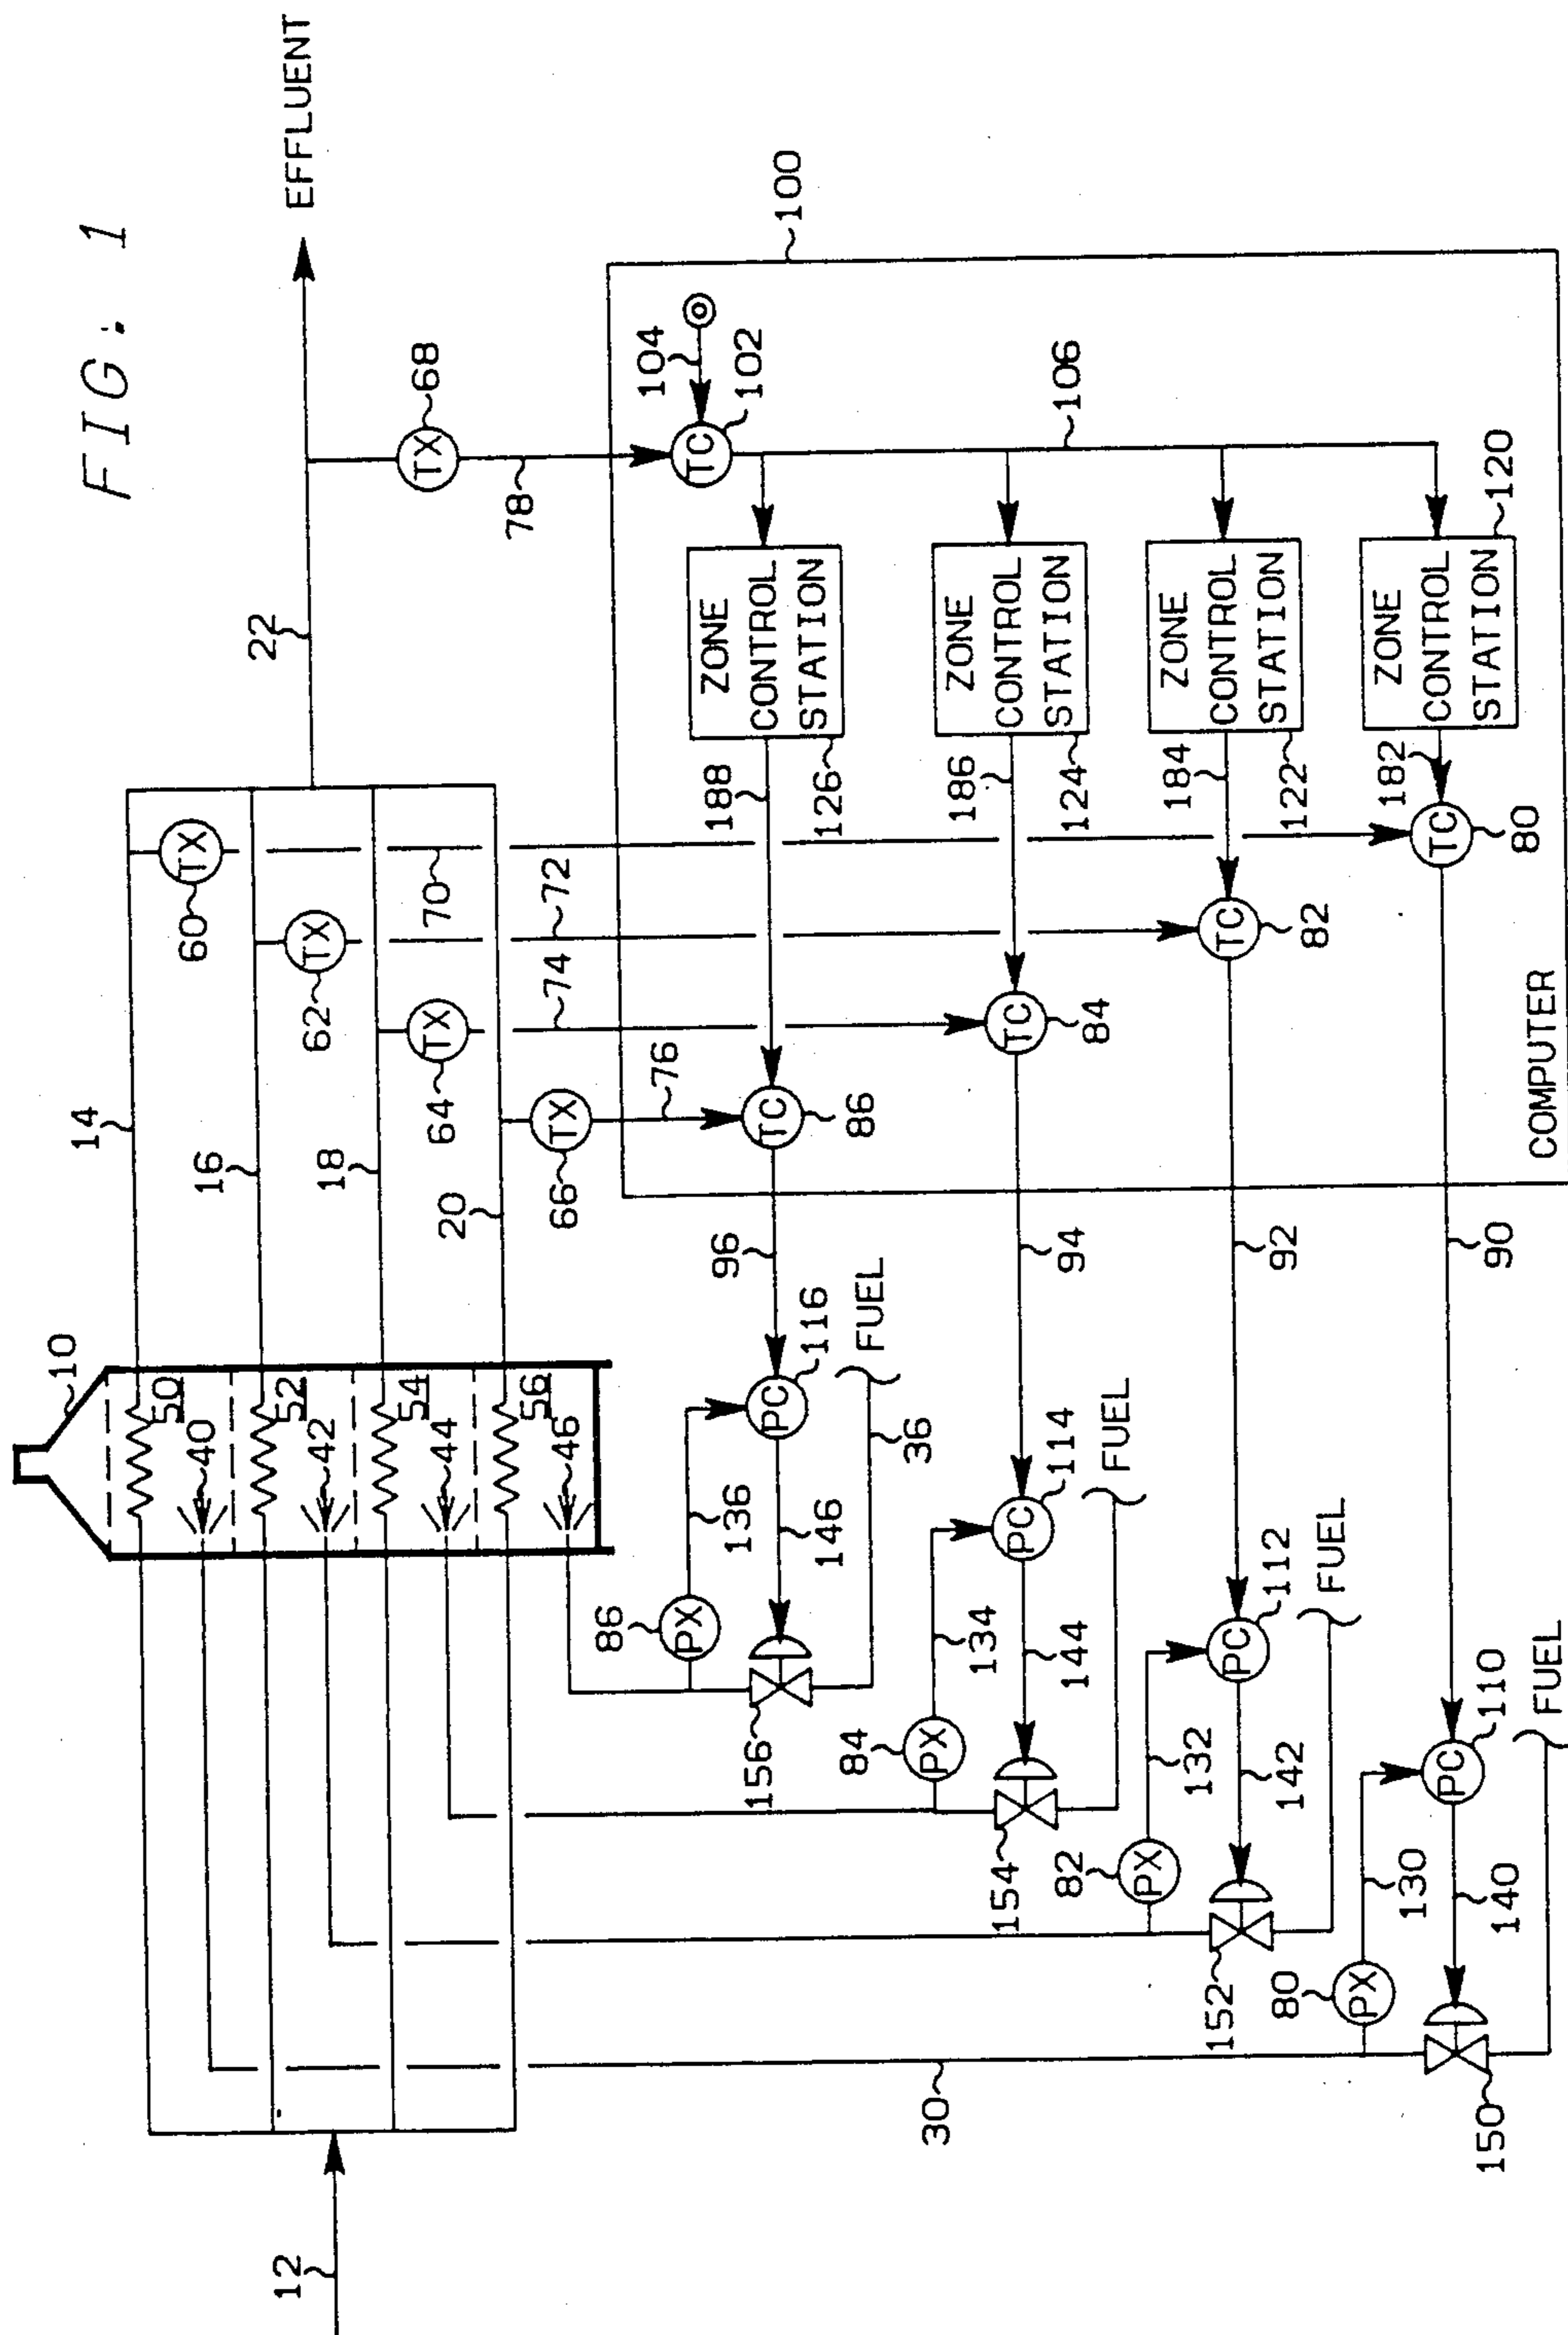 FIG. 1
EFFLUENT
22
68
TX
78
100
104
102
TC
106
14
60
TX
16
62
TX
18
64
TX
20
66
TX
70
72
74
76
10
50
40
52
42
54
44
56
46
12
ZONE
CONTROL
STATION
126
188
TC
86
96
116
PC
136
PX
86
146
156
36
FUEL
ZONE
CONTROL
STATION
124
186
TC
84
94
114
PC
134
PX
84
144
154
FUEL
ZONE
CONTROL
STATION
122
184
TC
82
92
112
PC
132
PX
82
142
152
FUEL
ZONE
CONTROL
STATION
120
182
TC
80
90
110
PC
130
PX
80
140
150
FUEL
30
COMPUTER